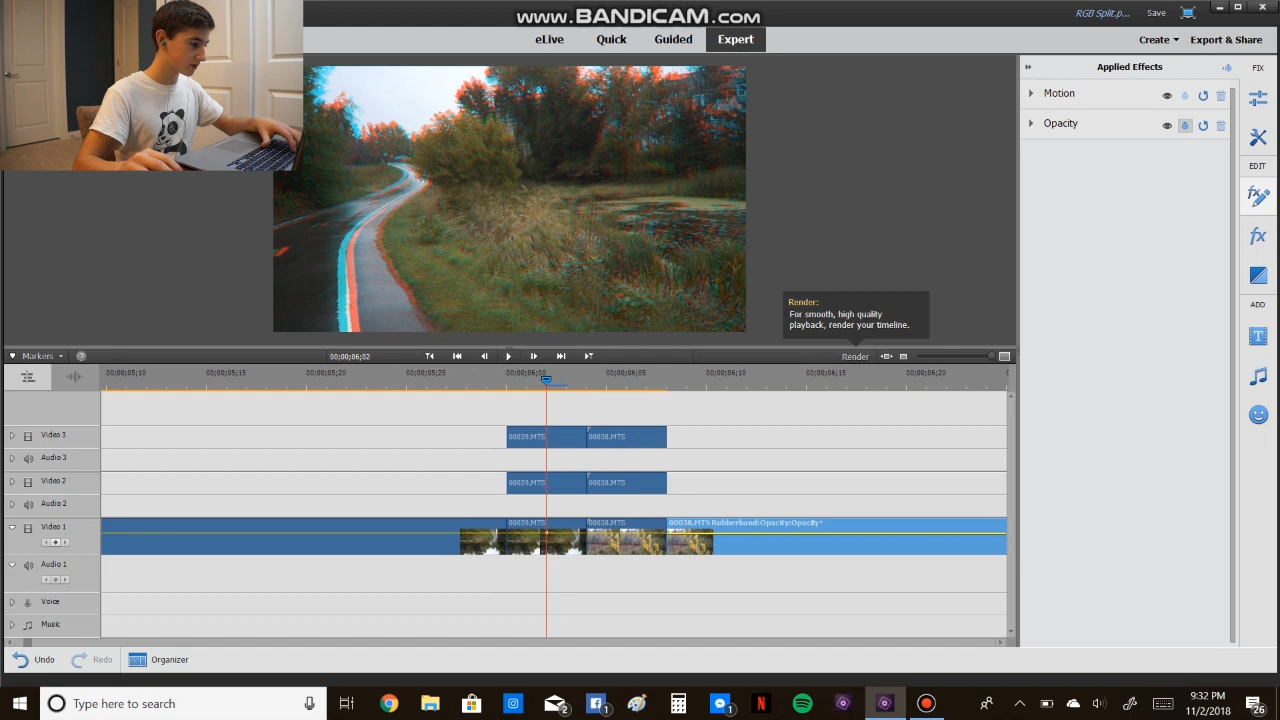 www.BANDICAM.com
RGB Split.p...
Save
eLive
Quick
Guided
Expert
Create
Export & Share
Applied Effects
FIX
Motion
Opacity
EDIT
ADD
Render:
For smooth, high quality
playback, render your timeline.
Markers
00;00;06;02
Render
00;00;05;10
00;00;05;15
00;00;05;20
00;00;05;25
00;00;06;00
00;00;06;05
00;00;06;10
00;00;06;15
00;00;06;20
Video 3
00039.MTS
00038.MTS
Audio 3
Video 2
00039.MTS
00038.MTS
Audio 2
Video 1
00039.MTS
00038.MTS
00038.MTS Rubberband:Opacity:Opacity
Audio 1
Voice
Music
Undo
Redo
Organizer
Type here to search
2
1
1
9:32 PM
11/2/2018
26